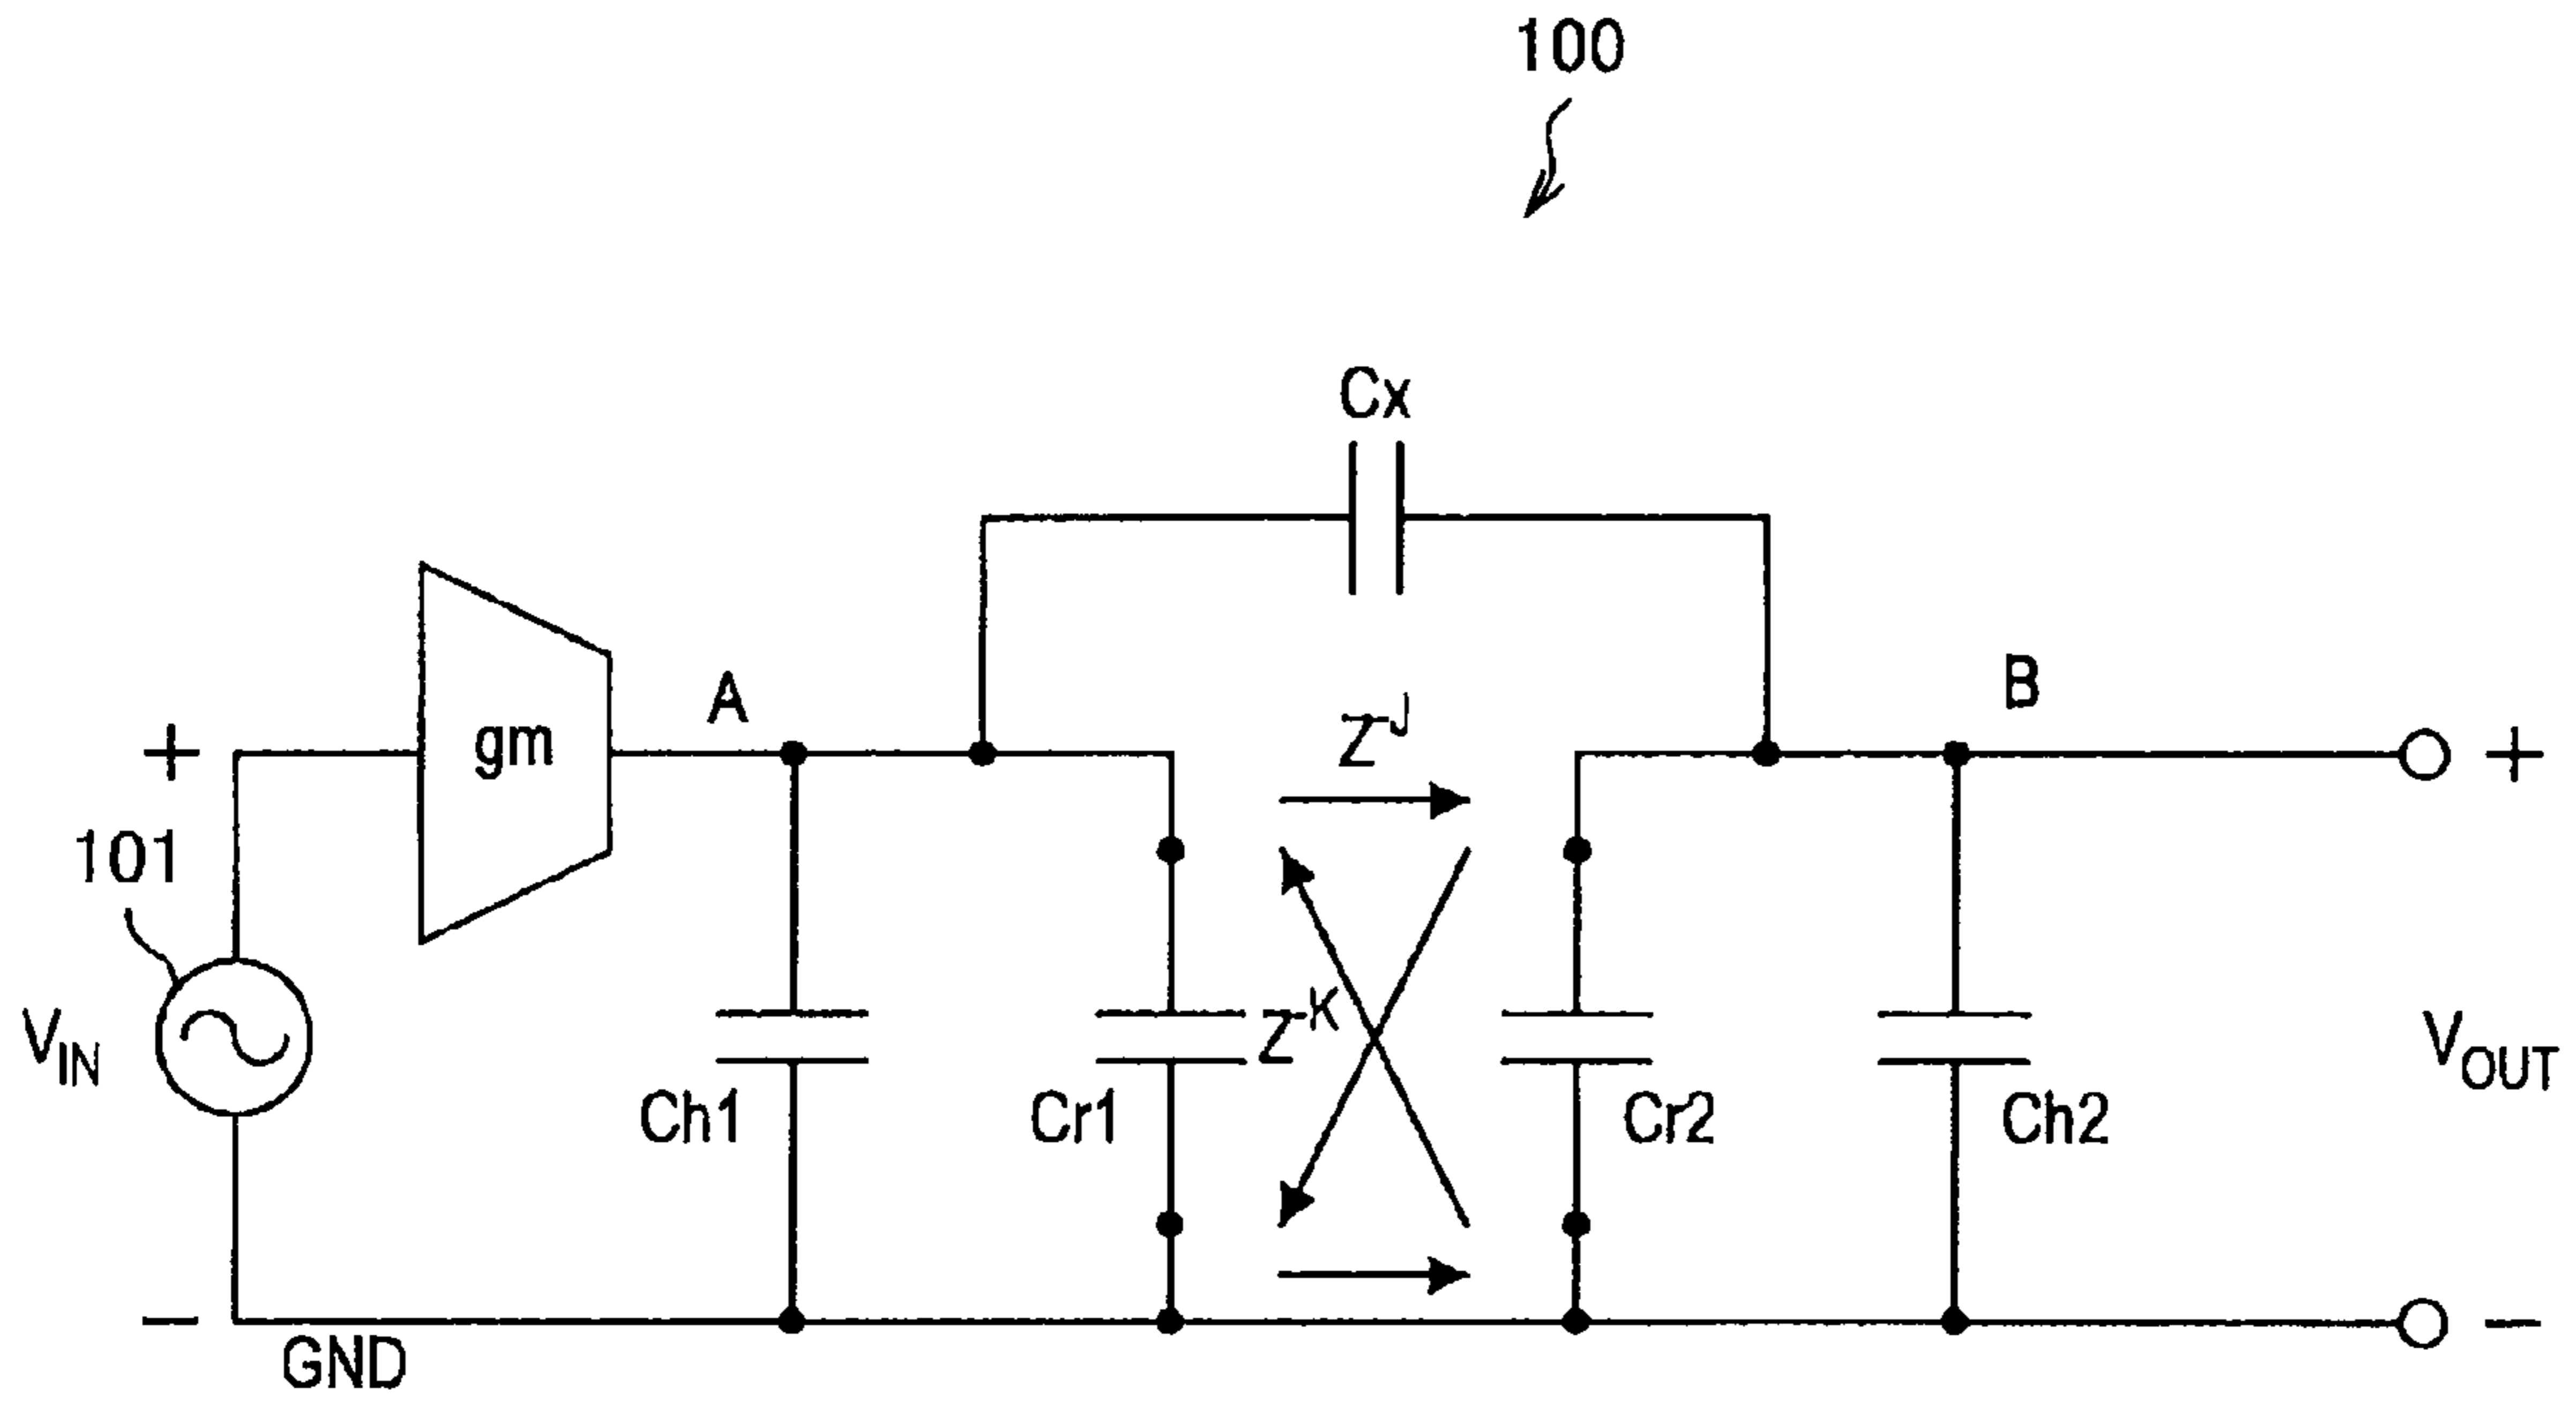 100
Cx
A
B
+
gm
Z^-J
+
101
V_IN
Z^-K
V_OUT
Ch1
Cr1
Cr2
Ch2
−
GND
−